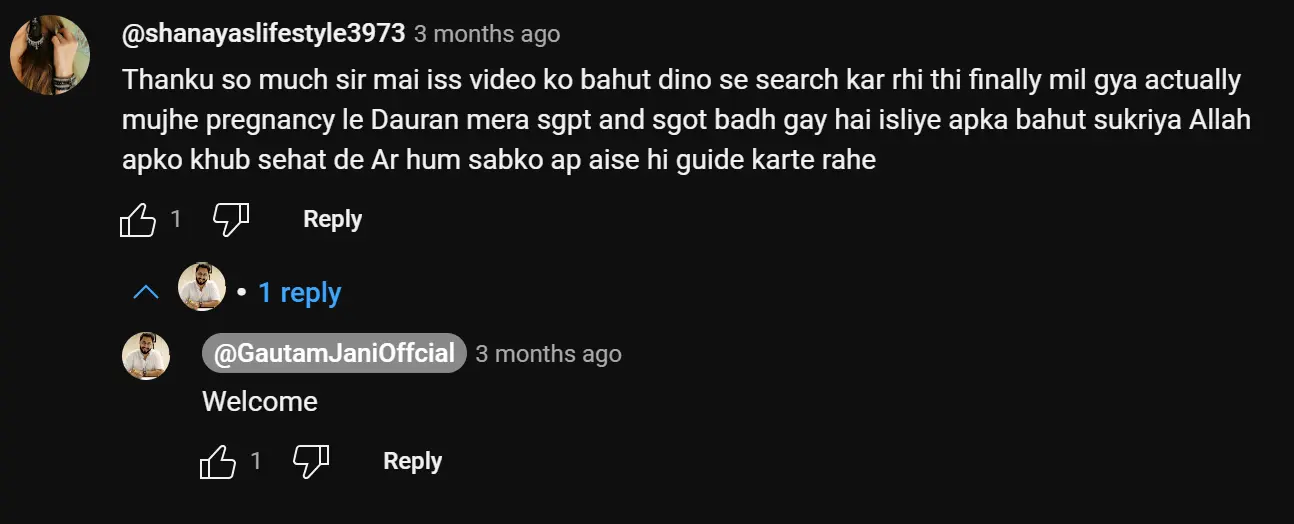 @shanayaslifestyle3973 3 months ago
Thanku so much sir mai iss video ko bahut dino se search kar rhi thi finally mil gya actually
mujhe pregnancy le Dauran mera sgpt and sgot badh gay hai isliye apka bahut sukriya Allah
apko khub sehat de Ar hum sabko ap aise hi guide karte rahe
1 Reply
• 1 reply
@GautamJaniOffcial 3 months ago
Welcome
1 Reply